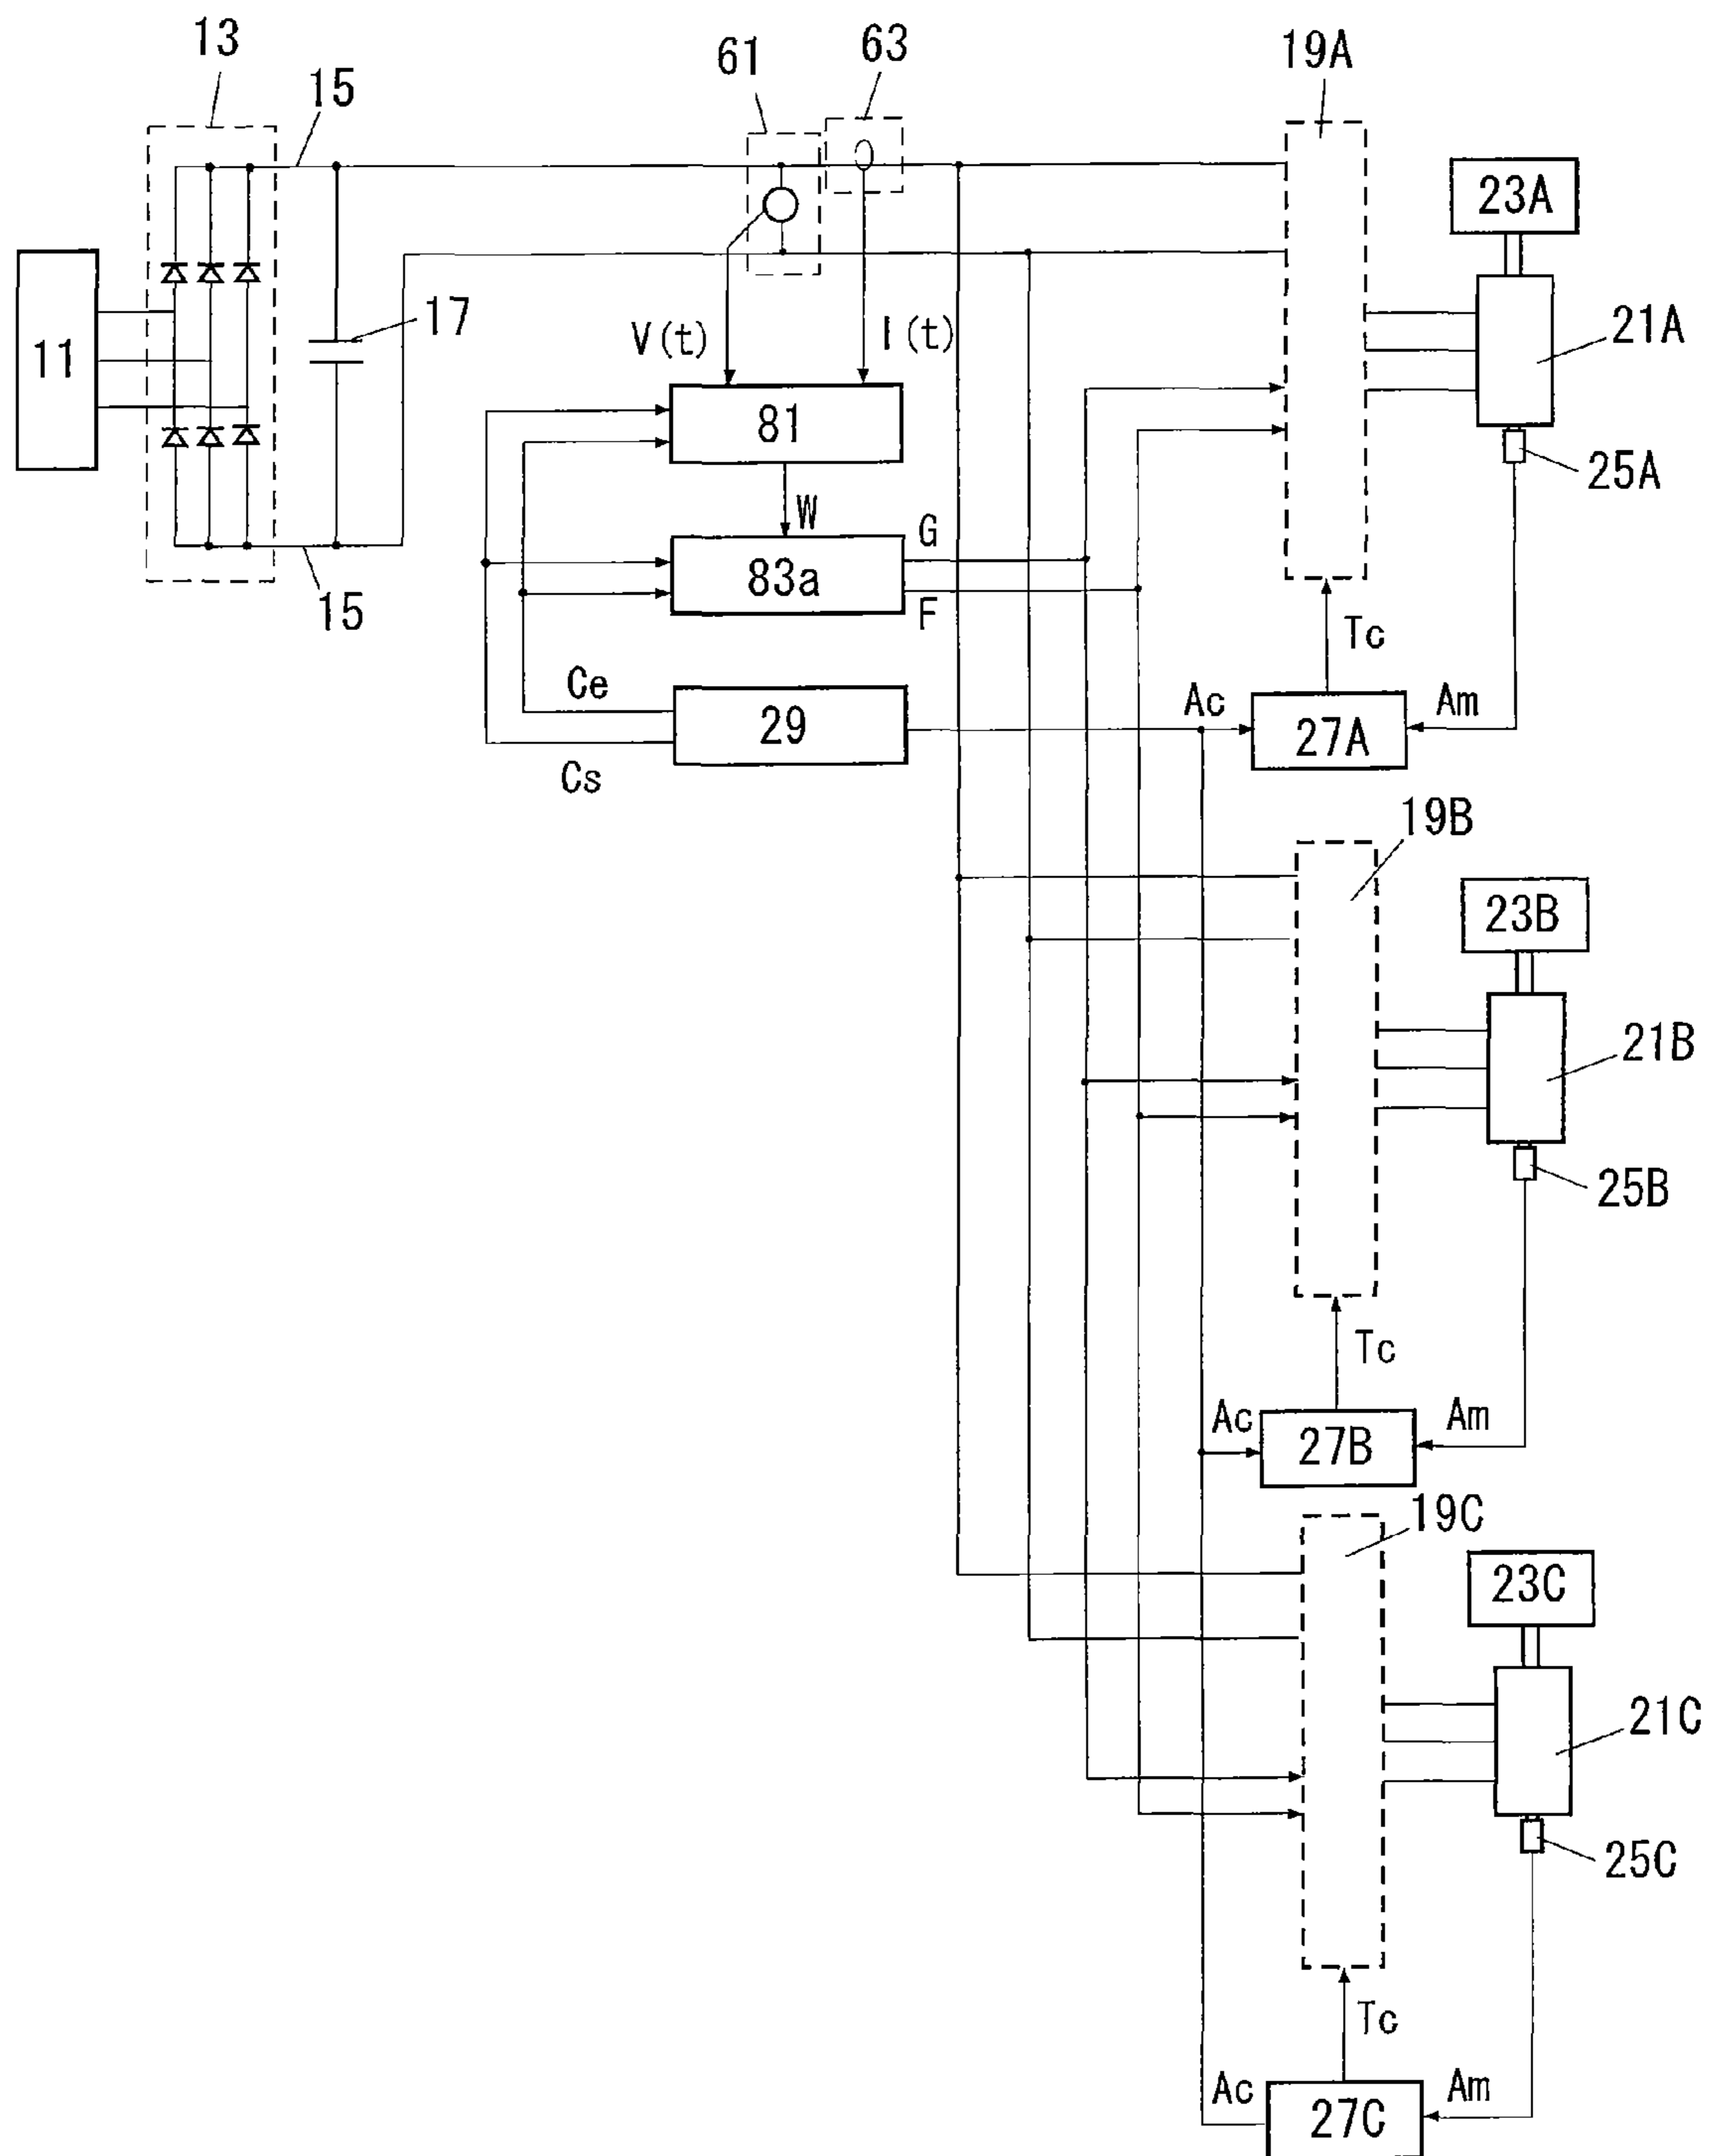 13
15
61
63
19A
23A
11
17
V(t)
I(t)
21A
81
25A
W
G
83a
F
15
Tc
Ce
29
Ac
27A
Am
Cs
19B
23B
21B
25B
Tc
Ac
27B
Am
19C
23C
21C
25C
Tc
Ac
27C
Am